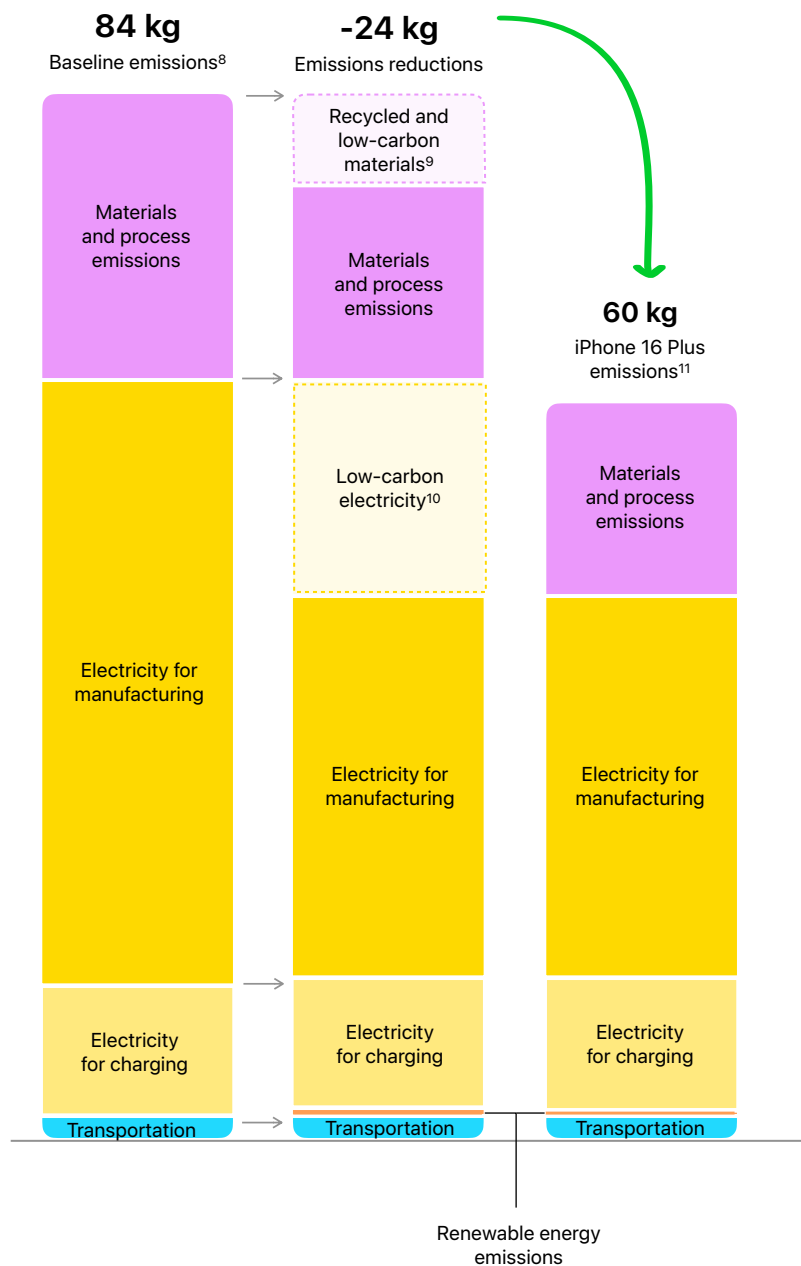 84 kg
Baseline emissions⁸
Materials
and process
emissions
Electricity for
manufacturing
Electricity
for charging
Transportation
-24 kg
Emissions reductions
Recycled and
low-carbon
materials⁹
Materials
and process
emissions
Low-carbon
electricity¹⁰
Electricity for
manufacturing
Electricity
for charging
Transportation
60 kg
iPhone 16 Plus
emissions¹¹
Materials
and process
emissions
Electricity for
manufacturing
Electricity
for charging
Transportation
Renewable energy
emissions